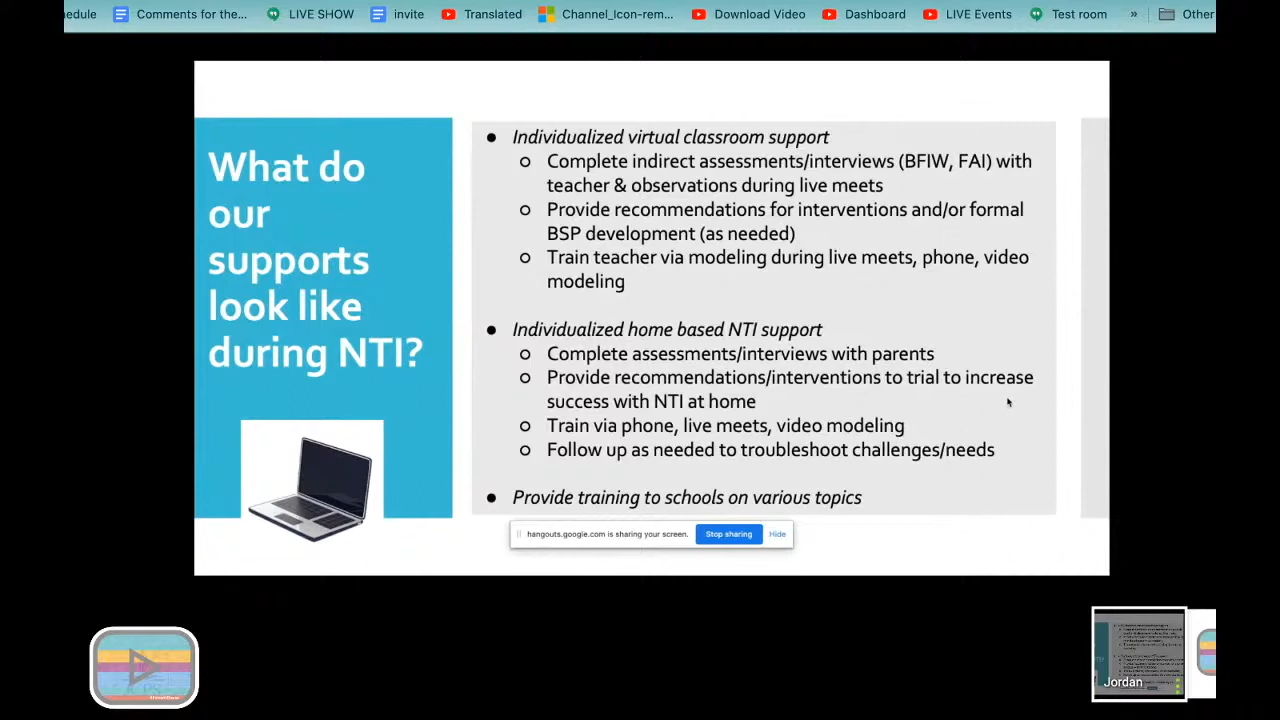 edule Comments for the... LIVE SHOW invite Translated Channel_Icon-rem... Download Video Dashboard LIVE Events Test room » Other
What do
our
supports
look like
during NTI?
● Individualized virtual classroom support
○ Complete indirect assessments/interviews (BFIW, FAI) with
teacher & observations during live meets
○ Provide recommendations for interventions and/or formal
BSP development (as needed)
○ Train teacher via modeling during live meets, phone, video
modeling
● Individualized home based NTI support
○ Complete assessments/interviews with parents
○ Provide recommendations/interventions to trial to increase
success with NTI at home
○ Train via phone, live meets, video modeling
○ Follow up as needed to troubleshoot challenges/needs
● Provide training to schools on various topics
hangouts.google.com is sharing your screen. Stop sharing Hide
Jordan